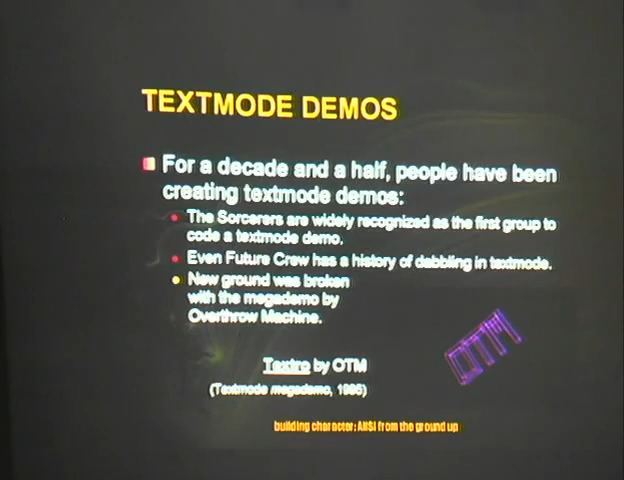 TEXTMODE DEMOS
For a decade and a half, people have been
creating textmode demos:
The Sorcerers are widely recognized as the first group to
code a textmode demo.
Even Future Crew has a history of dabbling in textmode.
New ground was broken
with the megademo by
Overthrow Machine.
OTM
Textro by OTM
(Textmode megademo, 1995)
building character: ANSI from the ground up